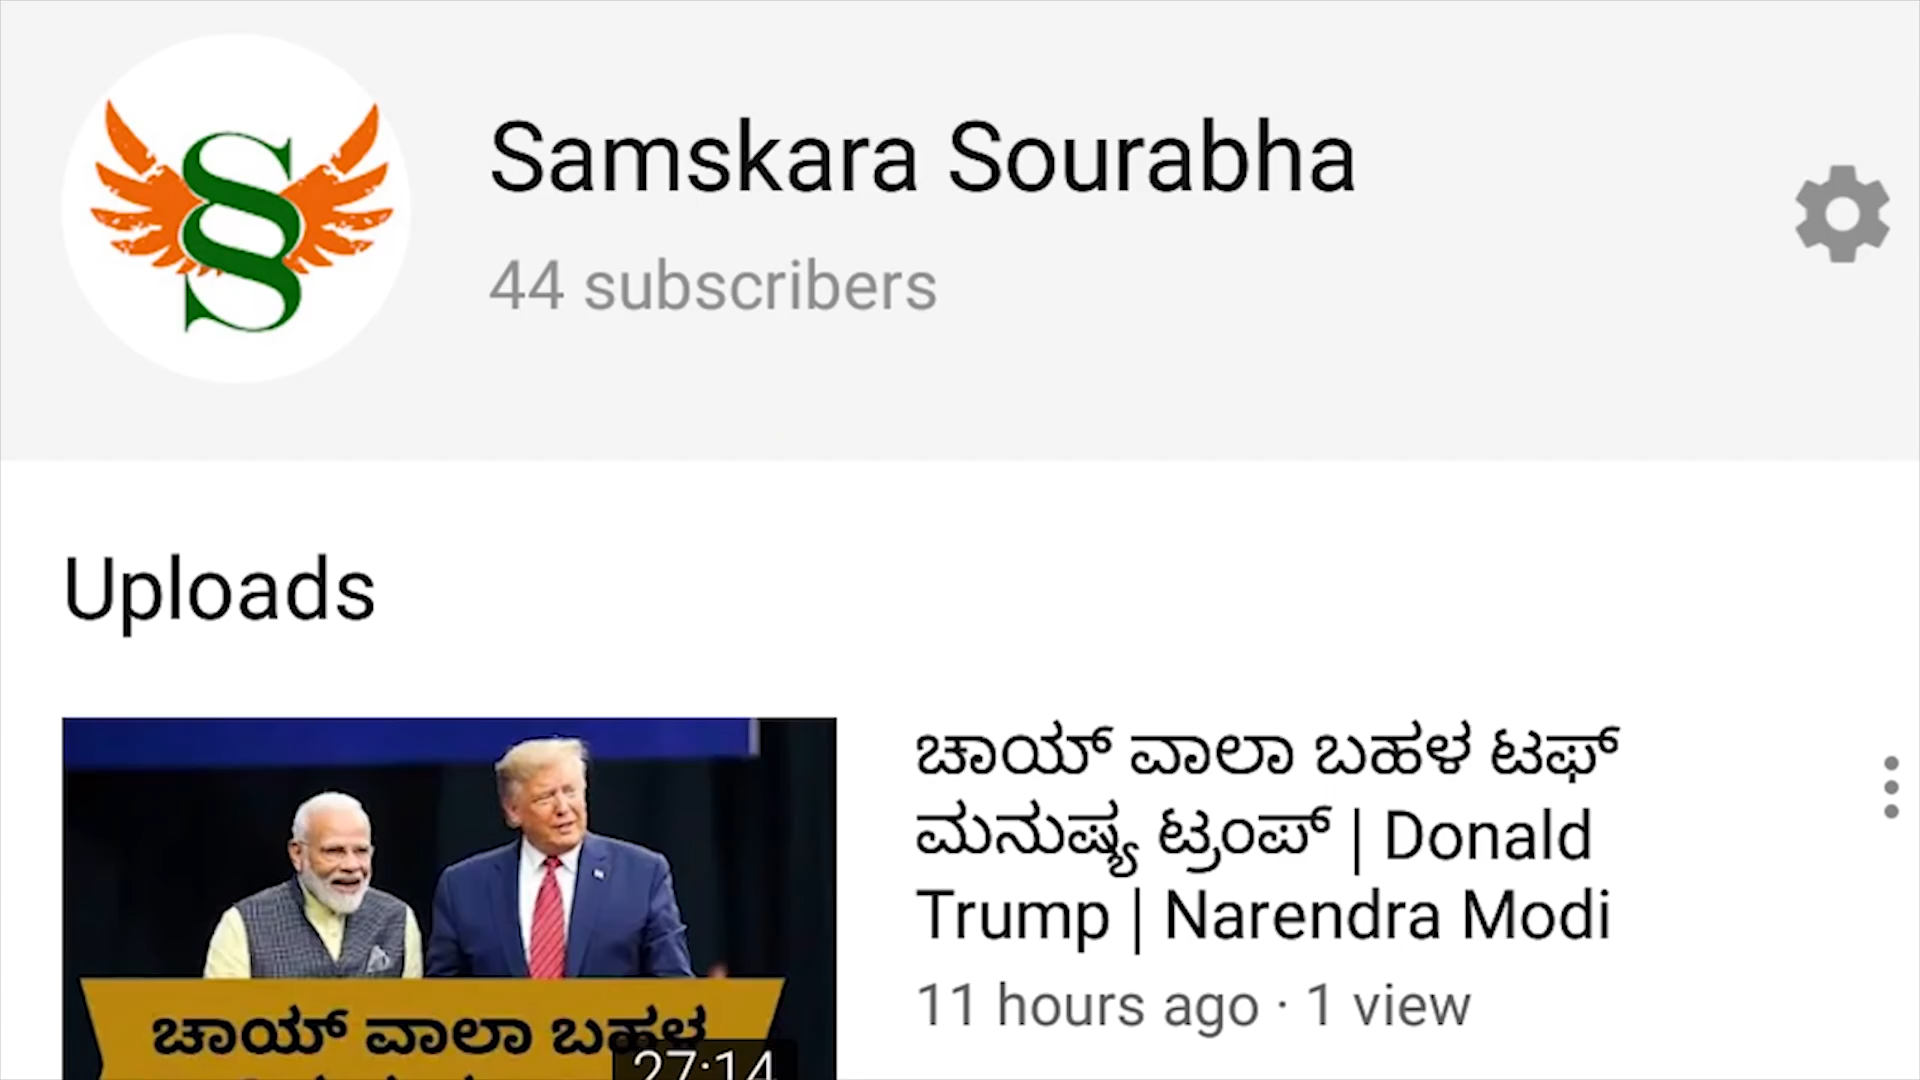 Samskara Sourabha
44 subscribers
Uploads
ಚಾಯ್ ವಾಲಾ ಬಹಳ ಟಫ್
ಮನುಷ್ಯ ಟ್ರಂಪ್ | Donald
Trump | Narendra Modi
11 hours ago · 1 view
ಚಾಯ್ ವಾಲಾ ಬಹಳ
27:14